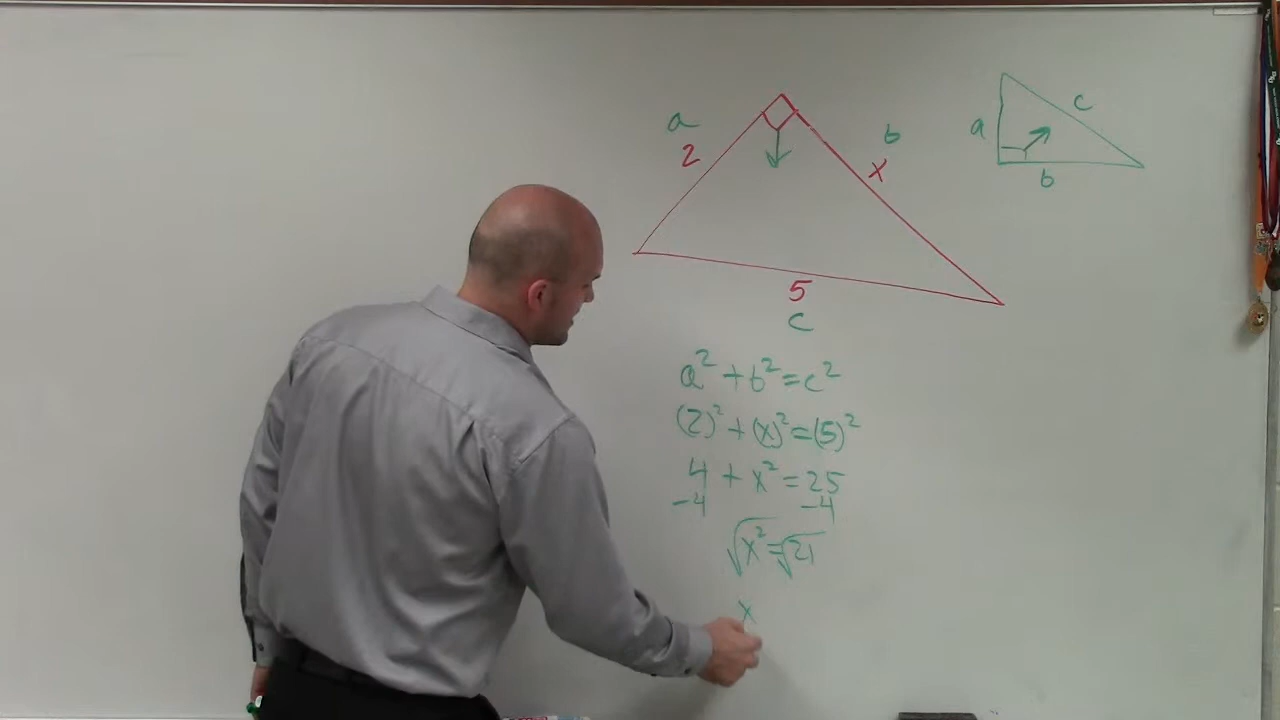 a
2
b
x
5
c
a
c
b
a² + b² = c²
(2)² + (x)² = (5)²
4 + x² = 25
-4 -4
√x² = √21
x